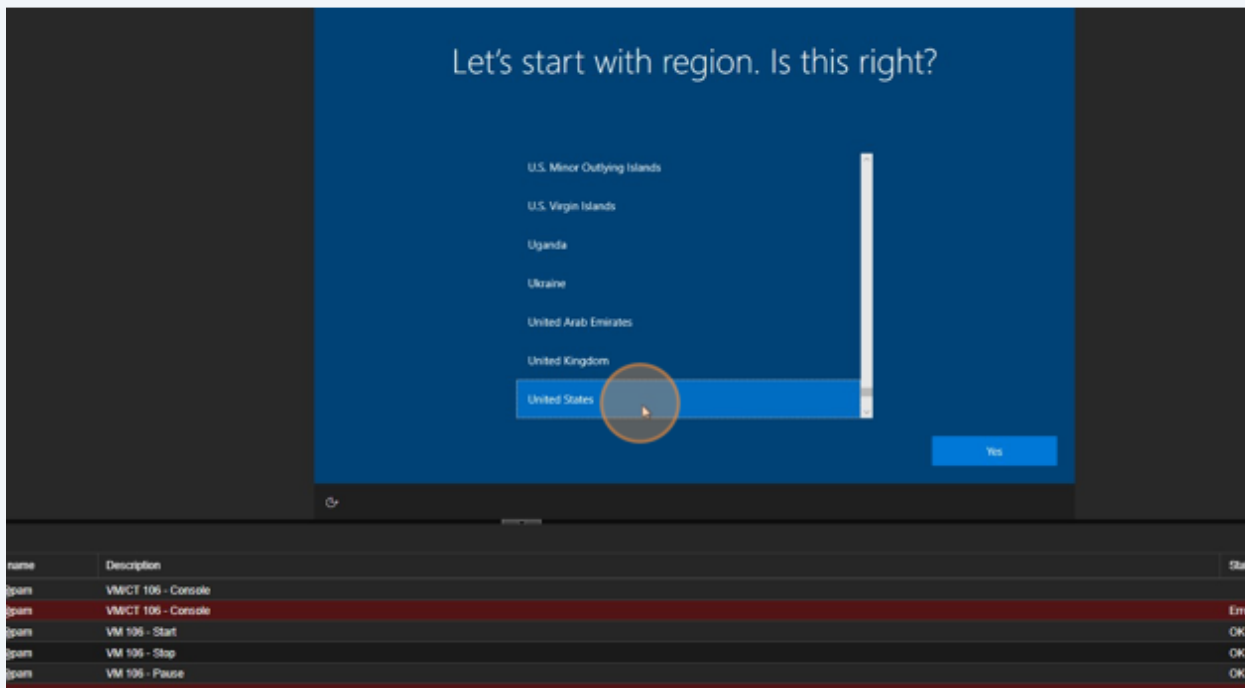 Let's start with region. Is this right?
U.S. Minor Outlying Islands
U.S. Virgin Islands
Uganda
Ukraine
United Arab Emirates
United Kingdom
United States
Yes
name Description Sta
@pam VM/CT 106 - Console
@pam VM/CT 106 - Console Err
@pam VM 106 - Start OK
@pam VM 106 - Stop OK
@pam VM 106 - Pause OK